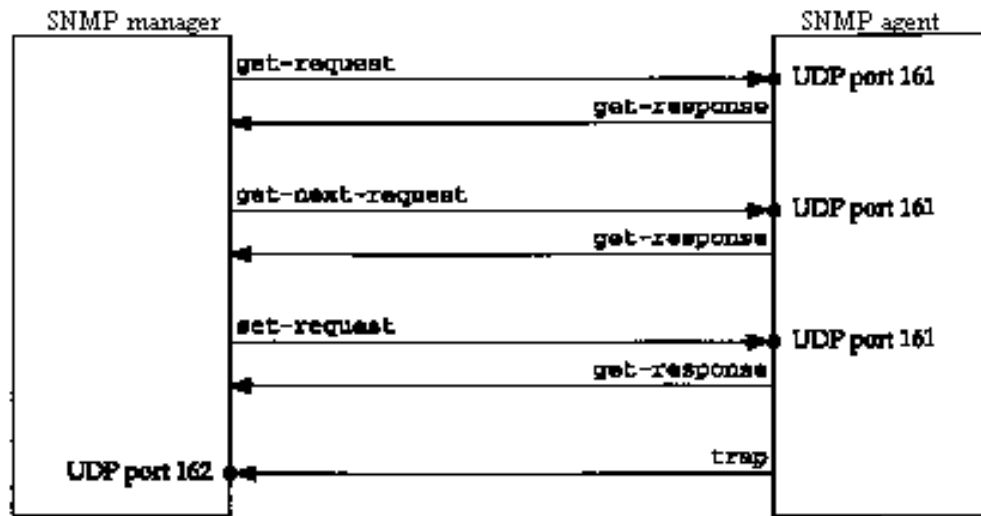 SNMP manager
SNMP agent
get-request
UDP port 161
get-response
get-next-request
UDP port 161
get-response
set-request
UDP port 161
get-response
trap
UDP port 162